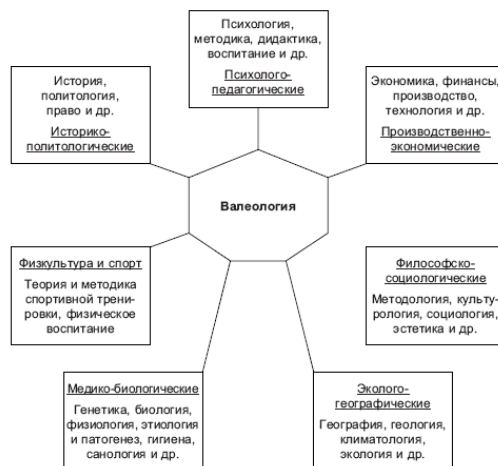 Психология,
методика, дидактика,
воспитание и др.
Психолого-
педагогические
История,
политология,
право и др.
Историко-
политологические
Экономика, финансы,
производство,
технология и др.
Производственно-
экономические
Валеология
Физкультура и спорт
Теория и методика
спортивной трени-
ровки, физическое
воспитание
Философско-
социологические
Методология, культу-
рология, социология,
эстетика и др.
Медико-биологические
Генетика, биология,
физиология, этиология
и патогенез, гигиена,
санология и др.
Эколого-
географические
География, геология,
климатология,
экология и др.